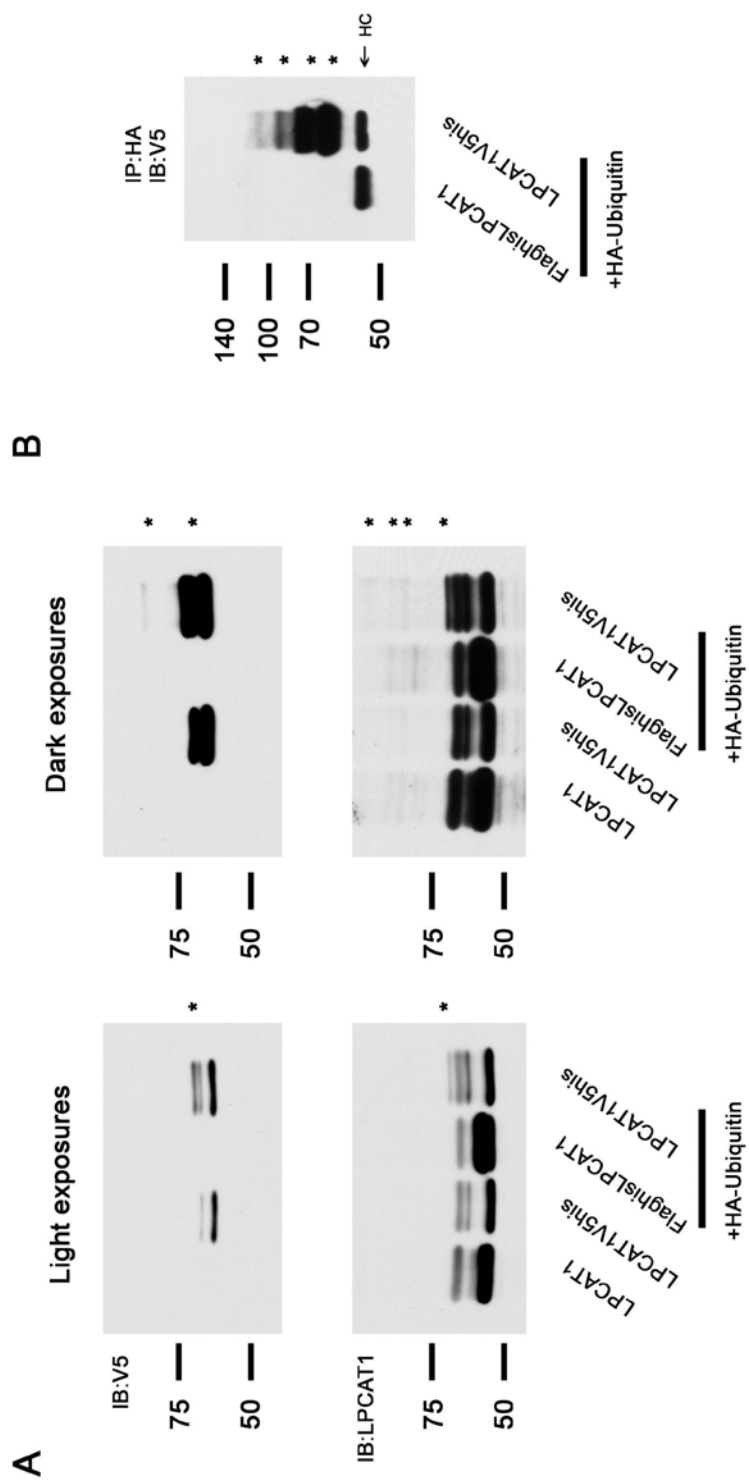 A
Light exposures
Dark exposures
IB:V5
75
50
*
75
50
*
*
IB:LPCAT1
75
50
*
75
50
*
*
*
*
LPCAT1
LPCAT1V5his
FlaghisLPCAT1
LPCAT1V5his
+HA-Ubiquitin
LPCAT1
LPCAT1V5his
FlaghisLPCAT1
LPCAT1V5his
+HA-Ubiquitin
B
IP:HA
IB:V5
140
100
70
50
*
*
*
*
← HC
FlaghisLPCAT1
LPCAT1V5his
+HA-Ubiquitin